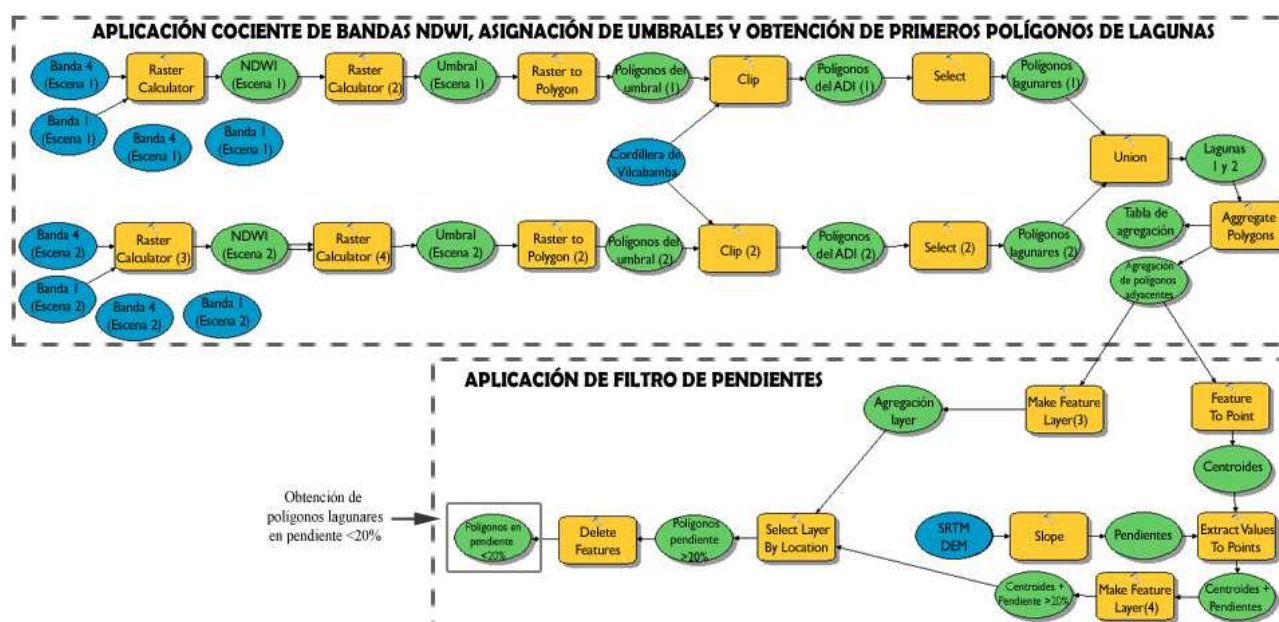 APLICACIÓN COCIENTE DE BANDAS NDWI, ASIGNACIÓN DE UMBRALES Y OBTENCIÓN DE PRIMEROS POLÍGONOS DE LAGUNAS
Banda 4
(Escena 1)
Raster
Calculator
NDWI
(Escena 1)
Raster
Calculator (2)
Umbral
(Escena 1)
Raster to
Polygon
Polígonos del
umbral (1)
Clip
Polígonos
del ADI (1)
Select
Polígonos
lagunares (1)
Banda 1
(Escena 1)
Banda 4
(Escena 1)
Banda 1
(Escena 1)
Cordillera de
Vilcabamba
Union
Lagunas
1 y 2
Banda 4
(Escena 2)
Raster
Calculator (3)
NDWI
(Escena 2)
Raster
Calculator (4)
Umbral
(Escena 2)
Raster to
Polygon (2)
Polígonos del
umbral (2)
Clip (2)
Polígonos
del ADI (2)
Select (2)
Polígonos
lagunares (2)
Tabla de
agregación
Aggregate
Polygons
Banda 1
(Escena 2)
Banda 4
(Escena 2)
Banda 1
(Escena 2)
Agregación
de polígonos
adyacentes
APLICACIÓN DE FILTRO DE PENDIENTES
Agregación
layer
Make Feature
Layer(3)
Feature
To Point
Centroides
Obtención de
polígonos lagunares
en pendiente <20%
Polígonos en
pendiente
<20%
Delete
Features
Polígonos
pendiente
>20%
Select Layer
By Location
SRTM
DEM
Slope
Pendientes
Extract Values
To Points
Centroides +
Pendiente >20%
Make Feature
Layer(4)
Centroides +
Pendientes